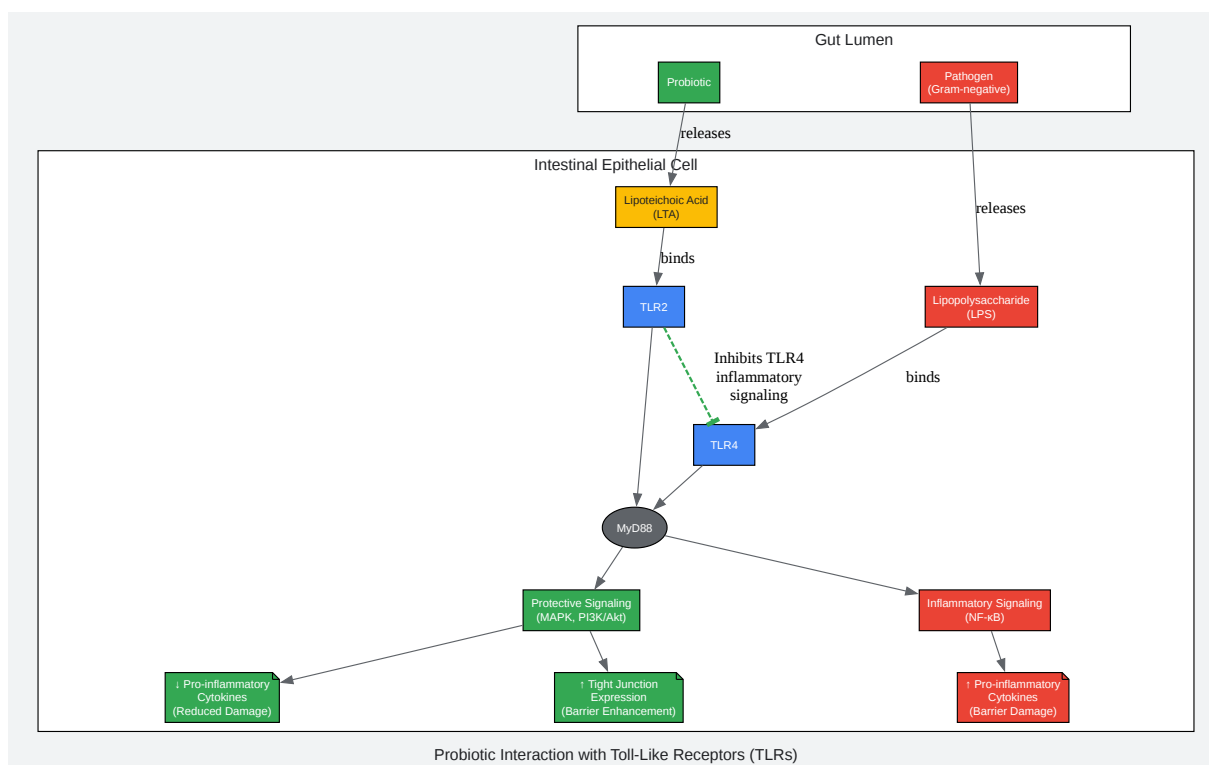 Gut Lumen
Probiotic
Pathogen
(Gram-negative)
releases
Intestinal Epithelial Cell
Lipoteichoic Acid
(LTA)
releases
binds
TLR2
Lipopolysaccharide
(LPS)
Inhibits TLR4
inflammatory
signaling
binds
TLR4
MyD88
Protective Signaling
(MAPK, PI3K/Akt)
Inflammatory Signaling
(NF-κB)
↓ Pro-inflammatory
Cytokines
(Reduced Damage)
↑ Tight Junction
Expression
(Barrier Enhancement)
↑ Pro-inflammatory
Cytokines
(Barrier Damage)
Probiotic Interaction with Toll-Like Receptors (TLRs)